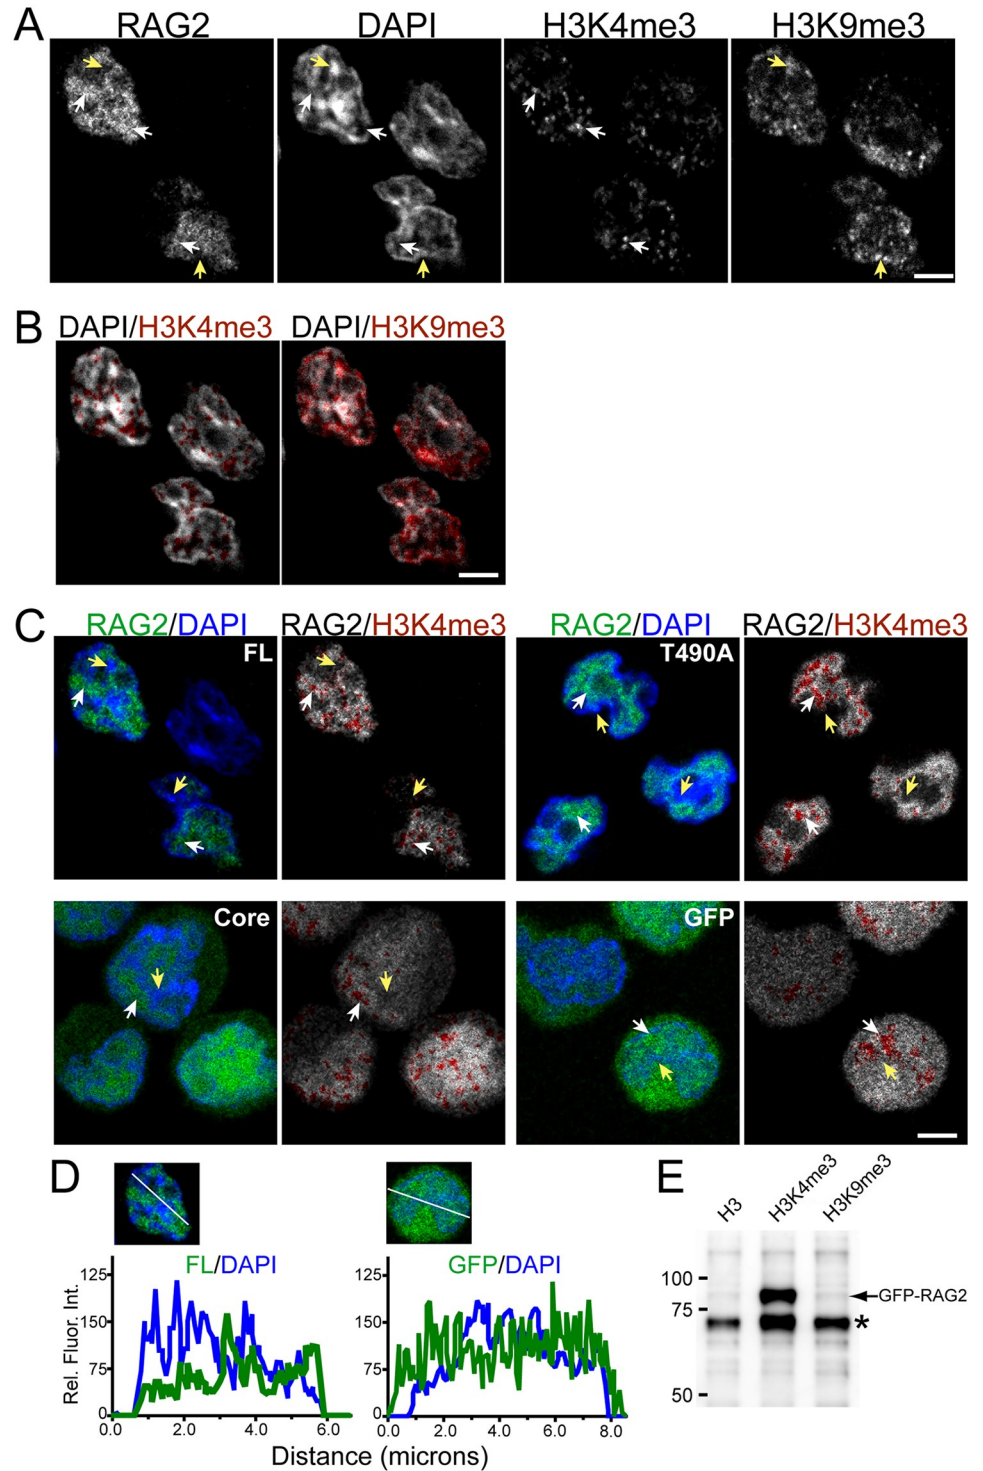 A
RAG2 DAPI H3K4me3 H3K9me3
B
DAPI/H3K4me3 DAPI/H3K9me3
C
RAG2/DAPI RAG2/H3K4me3 RAG2/DAPI RAG2/H3K4me3
FL T490A
Core GFP
D
FL/DAPI GFP/DAPI
Rel. Fluor. Int.
125
150
75
0
0.0 2.0 4.0 6.0
125
150
75
0
0.0 2.0 4.0 6.0 8.0
Distance (microns)
E
H3 H3K4me3 H3K9me3
100
75
50
GFP-RAG2
*